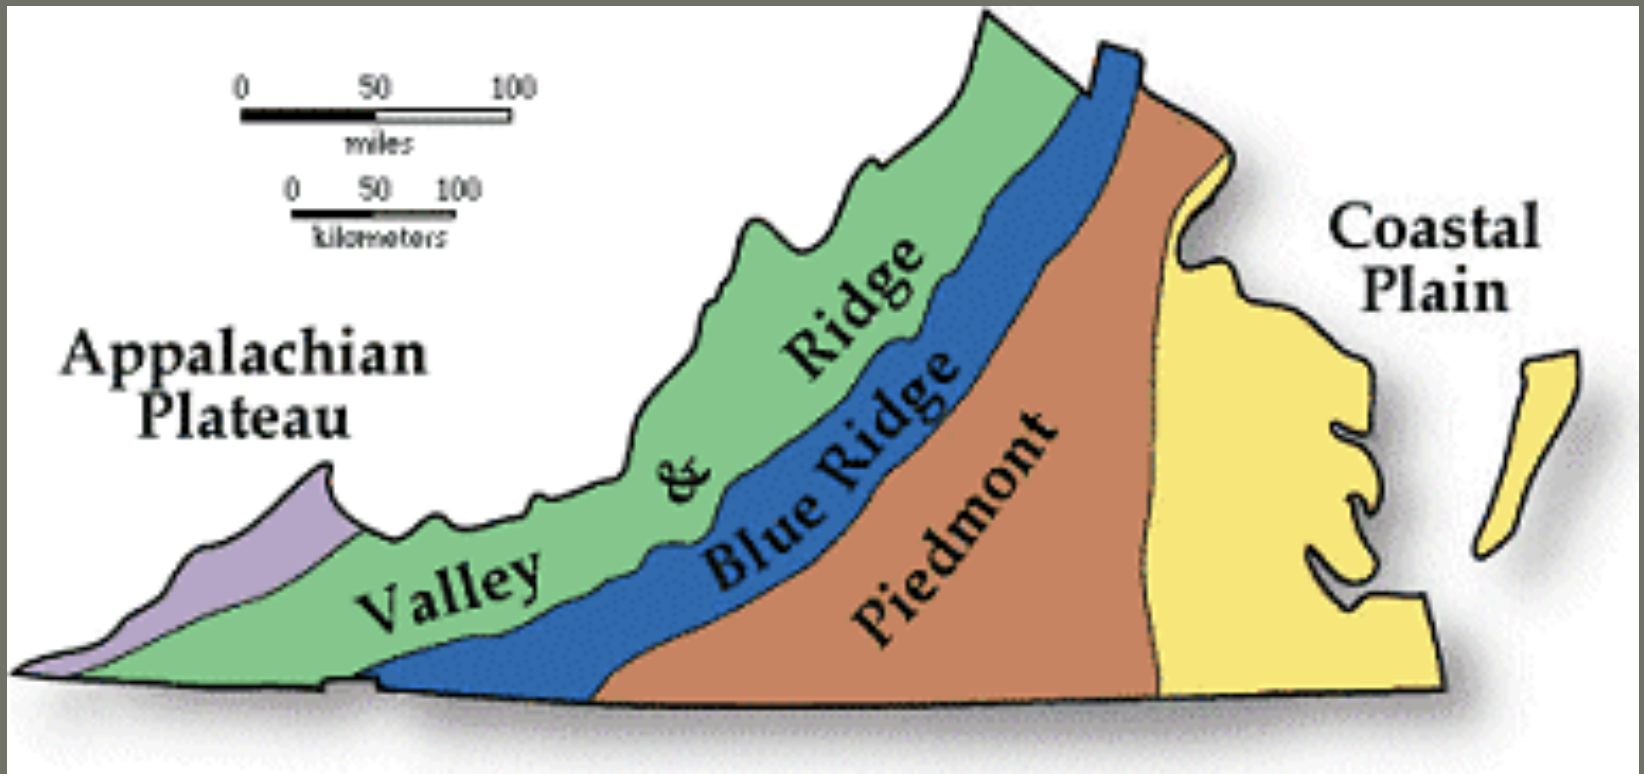 0 50 100
miles
0 50 100
kilometers
Appalachian
Plateau
Valley & Ridge
Blue Ridge
Piedmont
Coastal
Plain